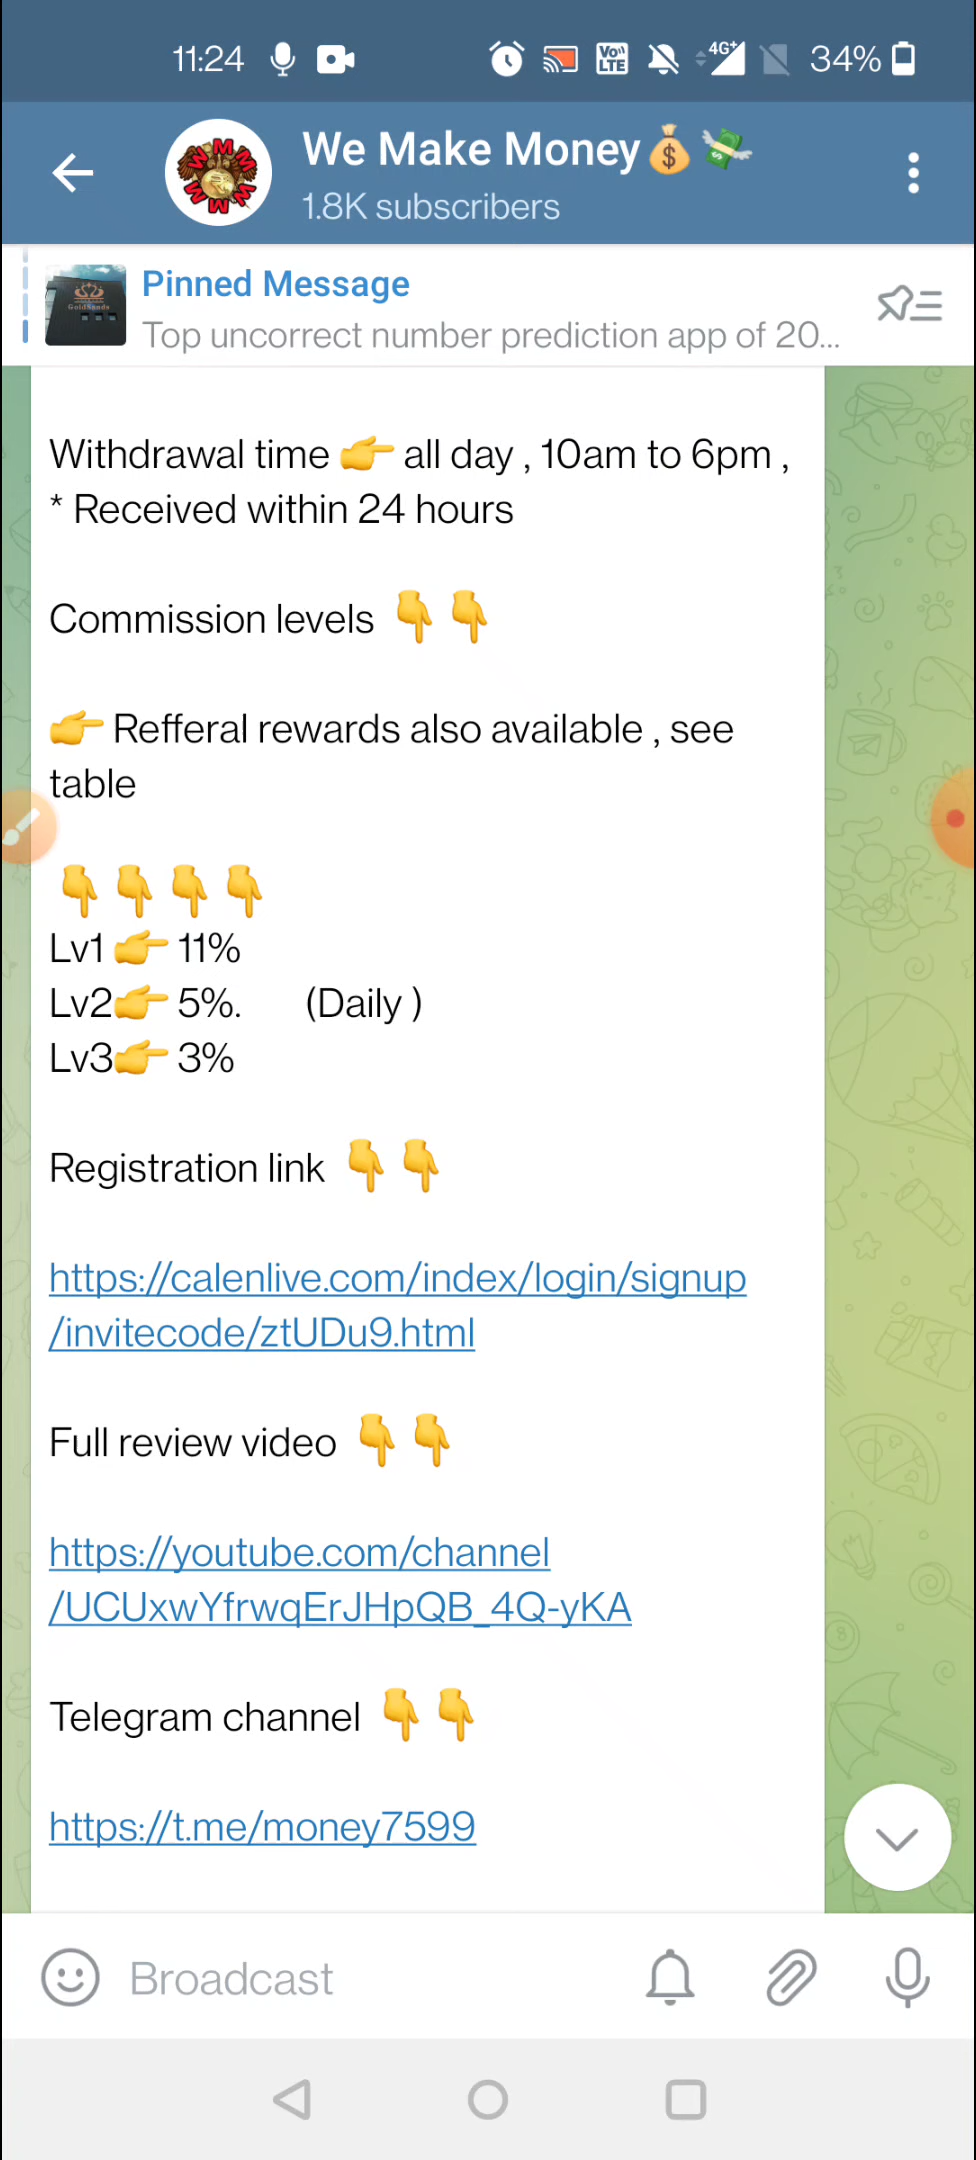 11:24
VoLTE 4G+ 34%
We Make Money💰💸
1.8K subscribers
Pinned Message
GoldSands
Top uncorrect number prediction app of 20...
Withdrawal time 👉 all day , 10am to 6pm ,
* Received within 24 hours
Commission levels 👇👇
👉 Refferal rewards also available , see
table
👇👇👇👇
Lv1👉 11%
Lv2👉 5%. (Daily )
Lv3👉 3%
Registration link 👇👇
https://calenlive.com/index/login/signup
/invitecode/ztUDu9.html
Full review video 👇👇
https://youtube.com/channel
/UCUxwYfrwqErJHpQB_4Q-yKA
Telegram channel 👇👇
https://t.me/money7599
Broadcast